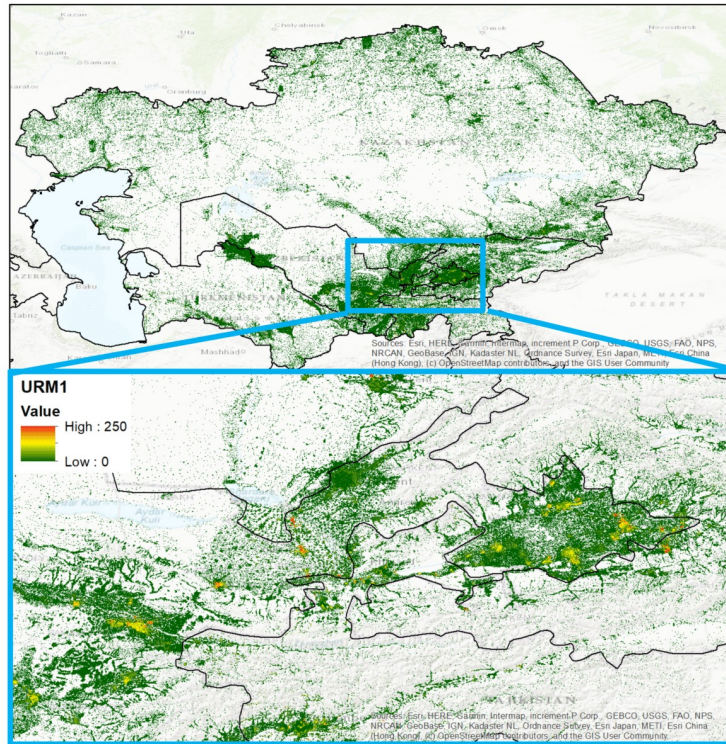 Kazan
Chelyabinsk
Omsk
Novosibirsk
Ufa
Togliatti
Samara
Orenburg
KAZAKHSTAN
Caspian Sea
AZERBAIJAN
Baku
TURKMENISTAN
TAKLA MAKAN
DESERT
Tabriz
Mashhad
Sources: Esri, HERE, Garmin, Intermap, increment P Corp., GEBCO, USGS, FAO, NPS,
NRCAN, GeoBase, IGN, Kadaster NL, Ordnance Survey, Esri Japan, METI, Esri China
(Hong Kong), (c) OpenStreetMap contributors, and the GIS User Community
URM1
Value
High : 250
Low : 0
Aydar
Kuli
Sources: Esri, HERE, Garmin, Intermap, increment P Corp., GEBCO, USGS, FAO, NPS,
NRCAN, GeoBase, IGN, Kadaster NL, Ordnance Survey, Esri Japan, METI, Esri China
(Hong Kong), (c) OpenStreetMap contributors, and the GIS User Community